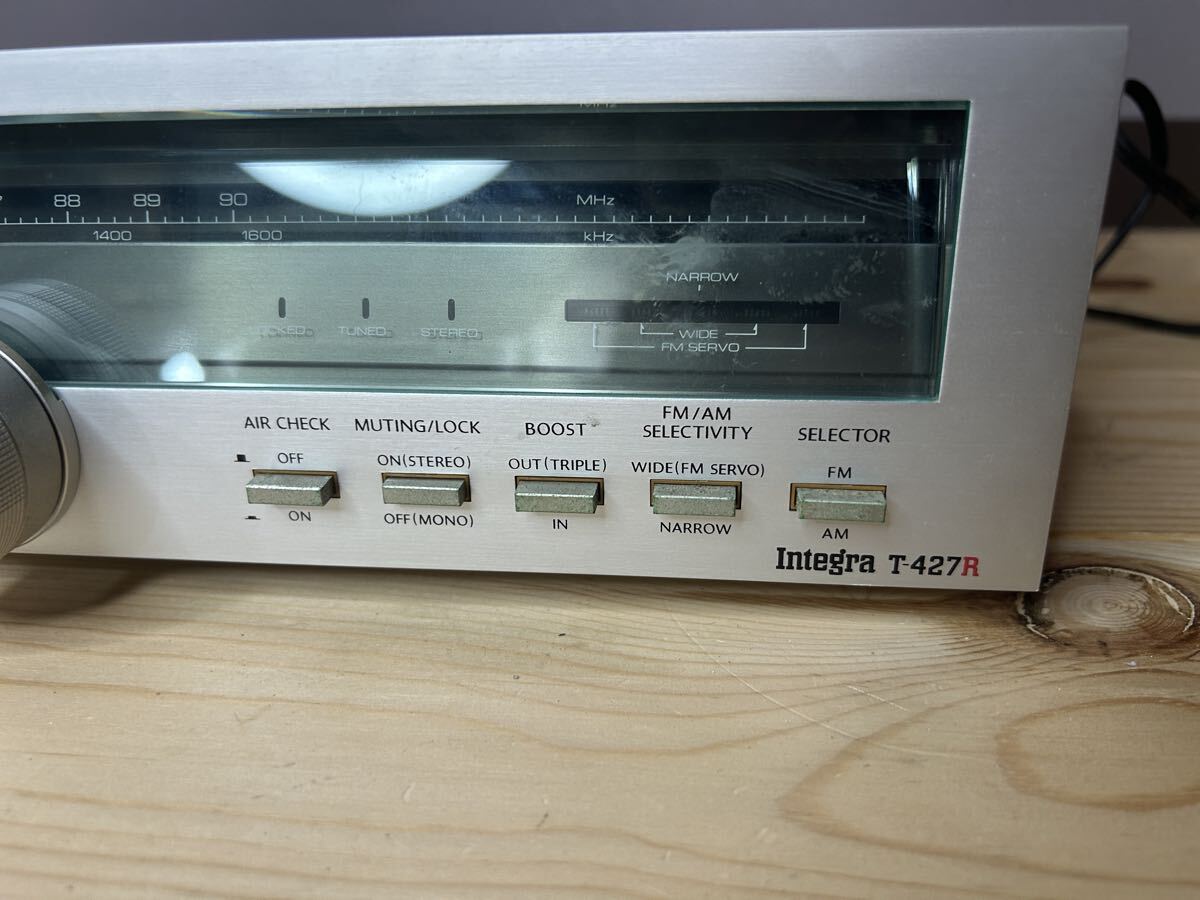 MHz
88 89 90 MHz
1400 1600 kHz
NARROW
LOCKED TUNED STEREO
WIDE
FM SERVO
AIR CHECK
OFF
ON
MUTING/LOCK
ON(STEREO)
OFF(MONO)
BOOST
OUT(TRIPLE)
IN
FM/AM
SELECTIVITY
WIDE(FM SERVO)
NARROW
SELECTOR
FM
AM
Integra T-427R